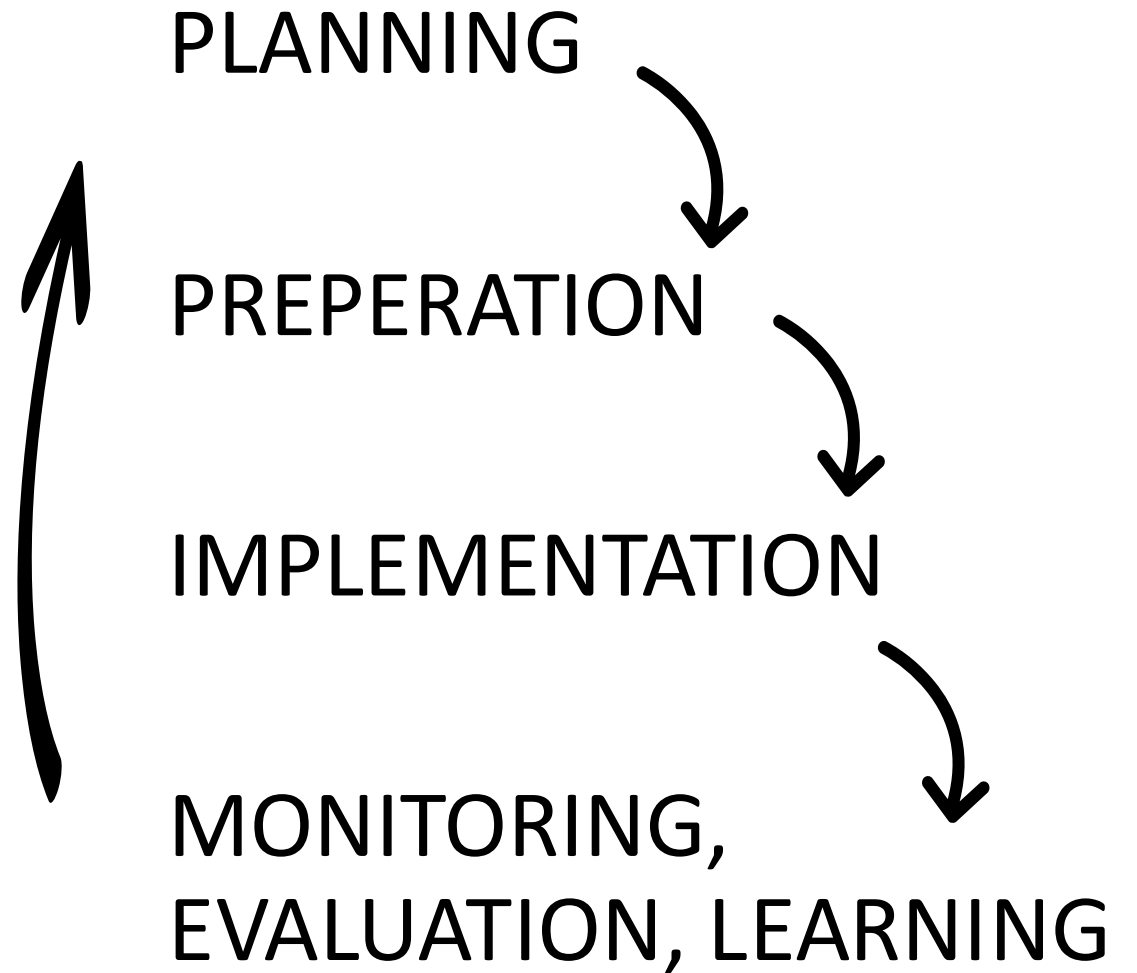 PLANNING
PREPERATION
IMPLEMENTATION
MONITORING,
EVALUATION, LEARNING